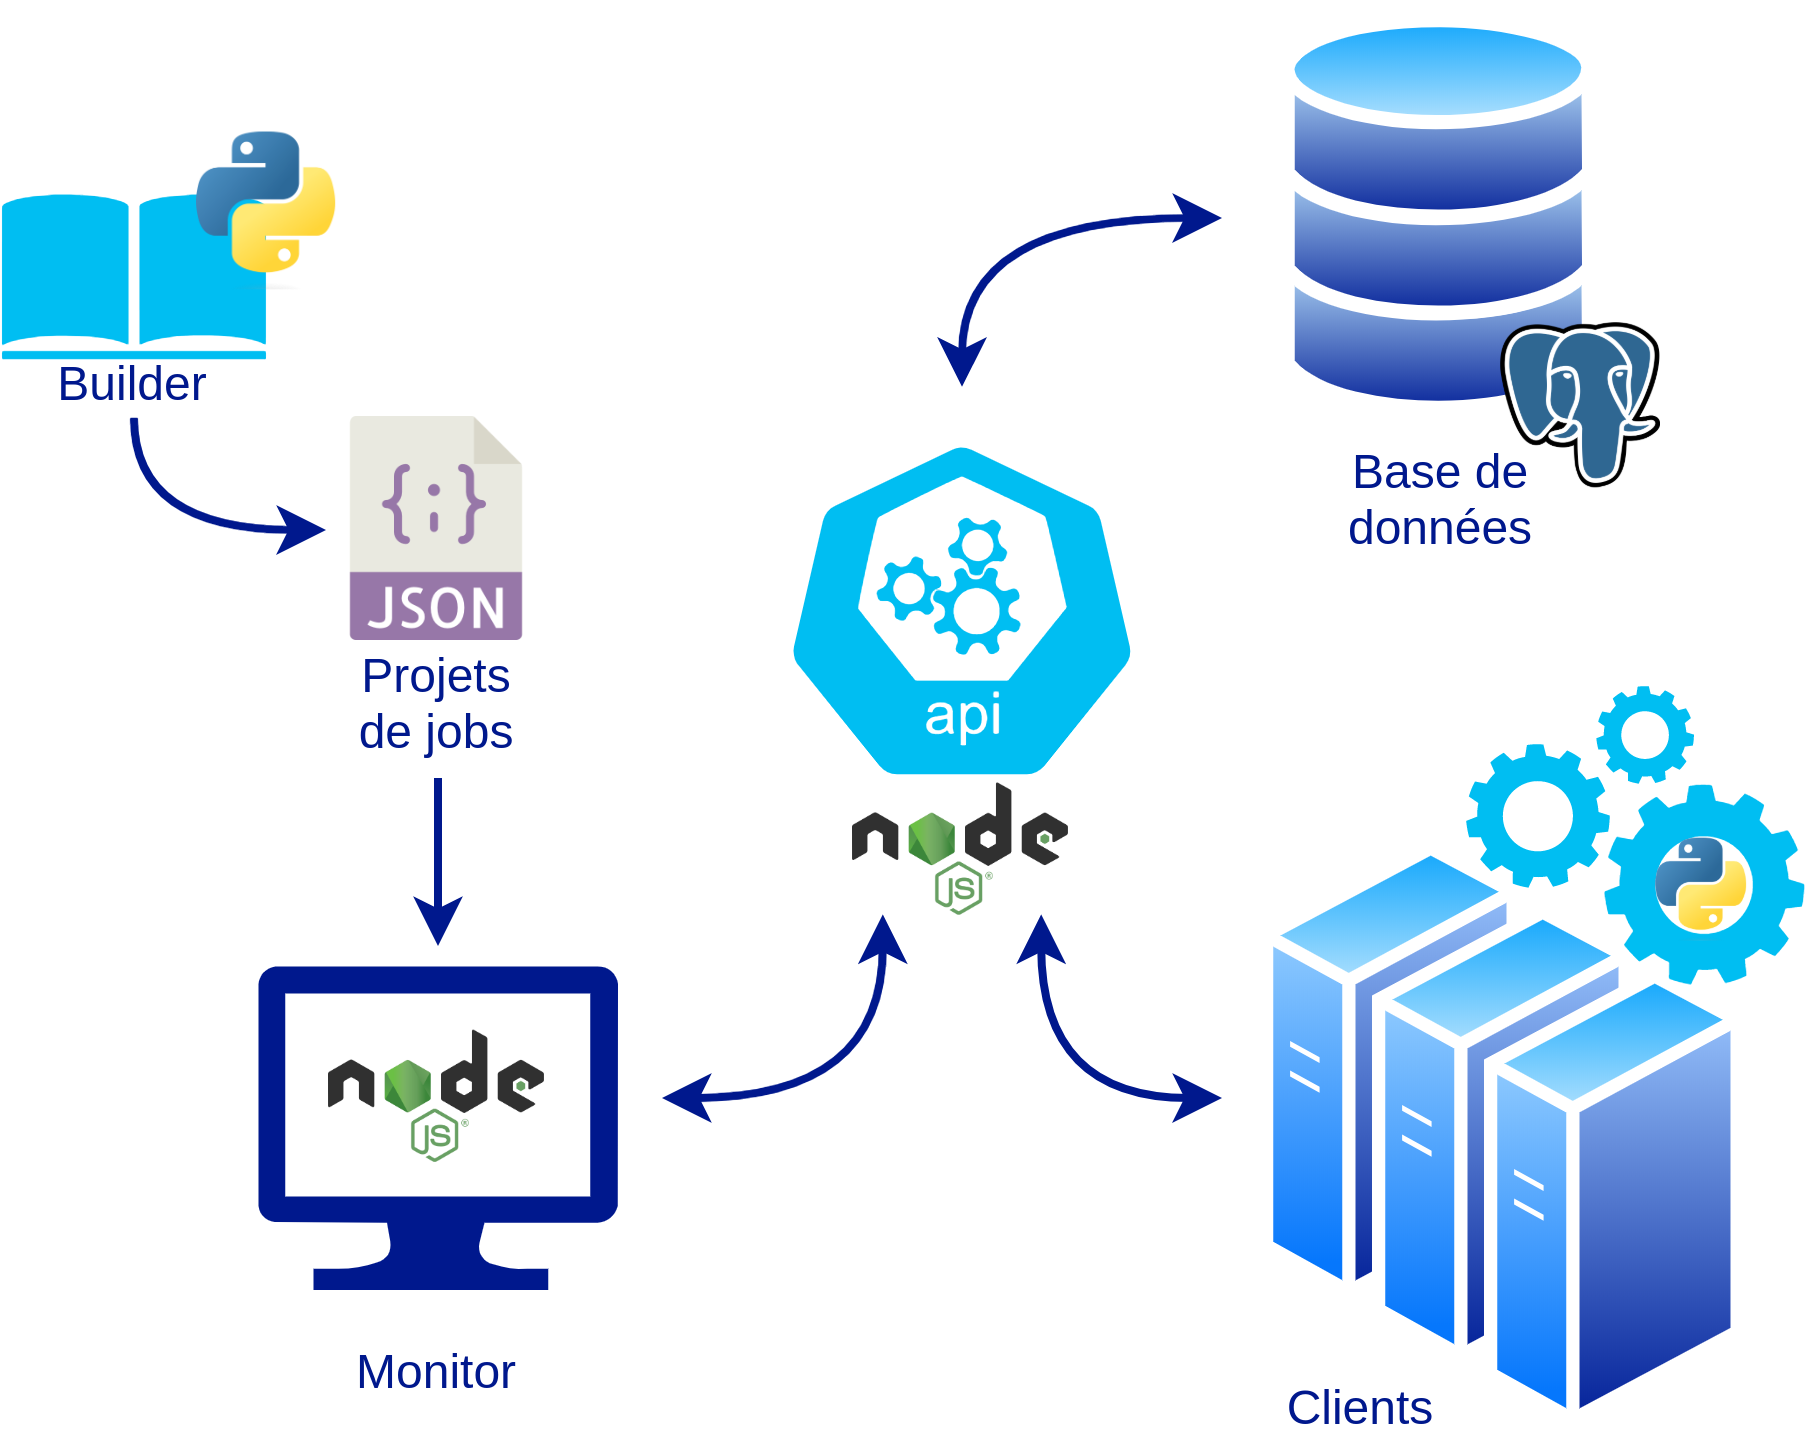 Builder
JSON
Projets
de jobs
api
node
JS®
Base de
données
node
JS®
Monitor
Clients